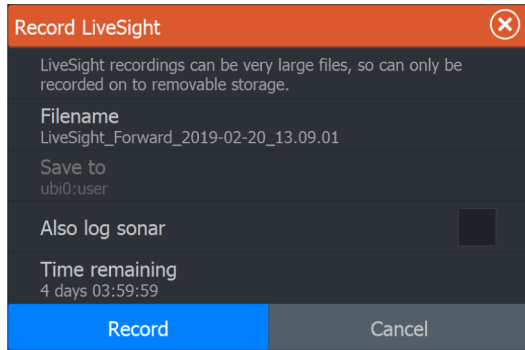 Record LiveSight
LiveSight recordings can be very large files, so can only be
recorded on to removable storage.
Filename
LiveSight_Forward_2019-02-20_13.09.01
Save to
ubi0:user
Also log sonar
Time remaining
4 days 03:59:59
Record Cancel